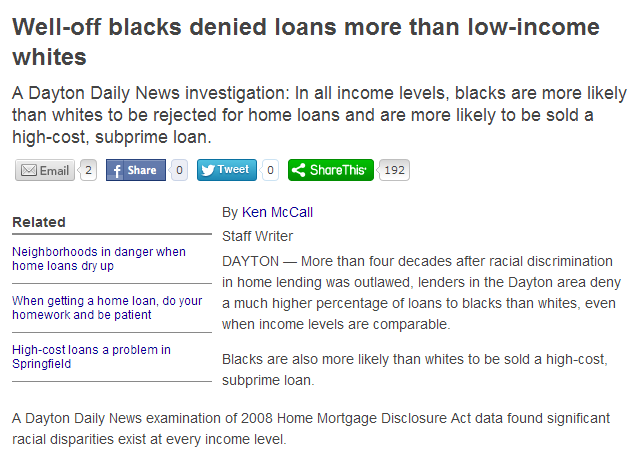 Well-off blacks denied loans more than low-income
whites
A Dayton Daily News investigation: In all income levels, blacks are more likely
than whites to be rejected for home loans and are more likely to be sold a
high-cost, subprime loan.
Email 2 Share 0 Tweet 0 ShareThis 192
Related
Neighborhoods in danger when
home loans dry up
When getting a home loan, do your
homework and be patient
High-cost loans a problem in
Springfield
By Ken McCall
Staff Writer
DAYTON — More than four decades after racial discrimination
in home lending was outlawed, lenders in the Dayton area deny
a much higher percentage of loans to blacks than whites, even
when income levels are comparable.
Blacks are also more likely than whites to be sold a high-cost,
subprime loan.
A Dayton Daily News examination of 2008 Home Mortgage Disclosure Act data found significant
racial disparities exist at every income level.